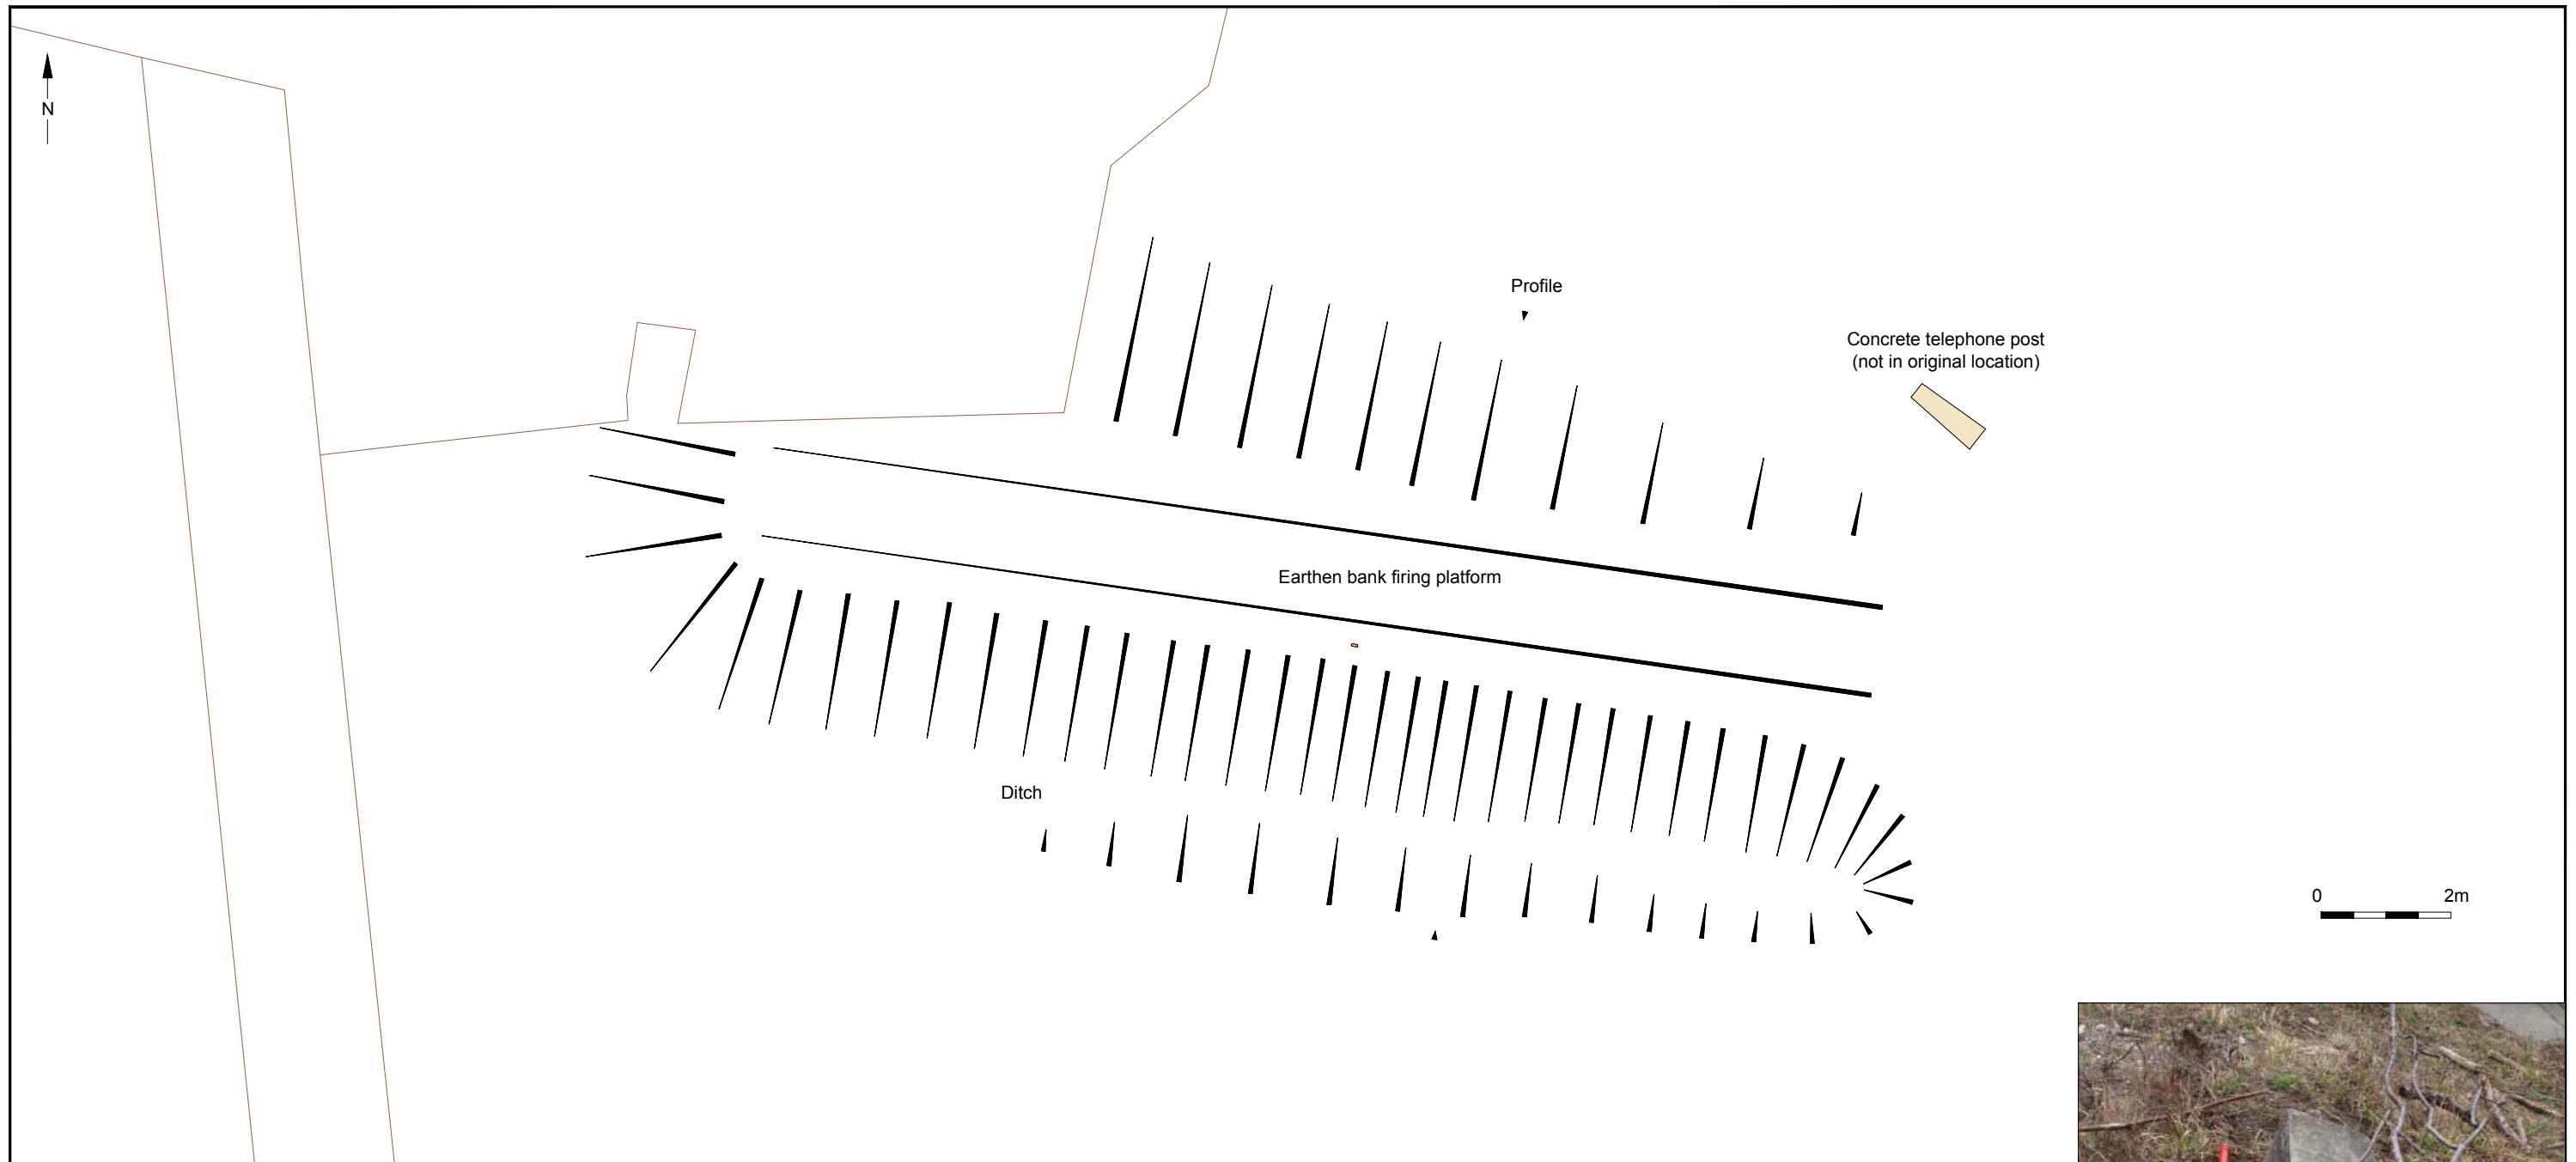 N
Profile
Concrete telephone post
(not in original location)
Earthen bank firing platform
Ditch
0 2m